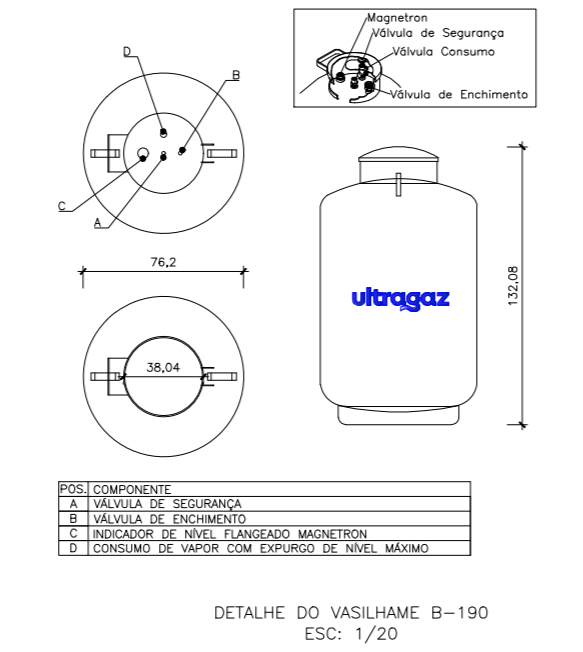 Magnetron
Válvula de Segurança
Válvula Consumo
Válvula de Enchimento
D
B
C
A
76,2
38,04
132,08
ultragaz
POS. COMPONENTE
A VÁLVULA DE SEGURANÇA
B VÁLVULA DE ENCHIMENTO
C INDICADOR DE NÍVEL FLANGEADO MAGNETRON
D CONSUMO DE VAPOR COM EXPURGO DE NÍVEL MÁXIMO
DETALHE DO VASILHAME B-190
ESC: 1/20